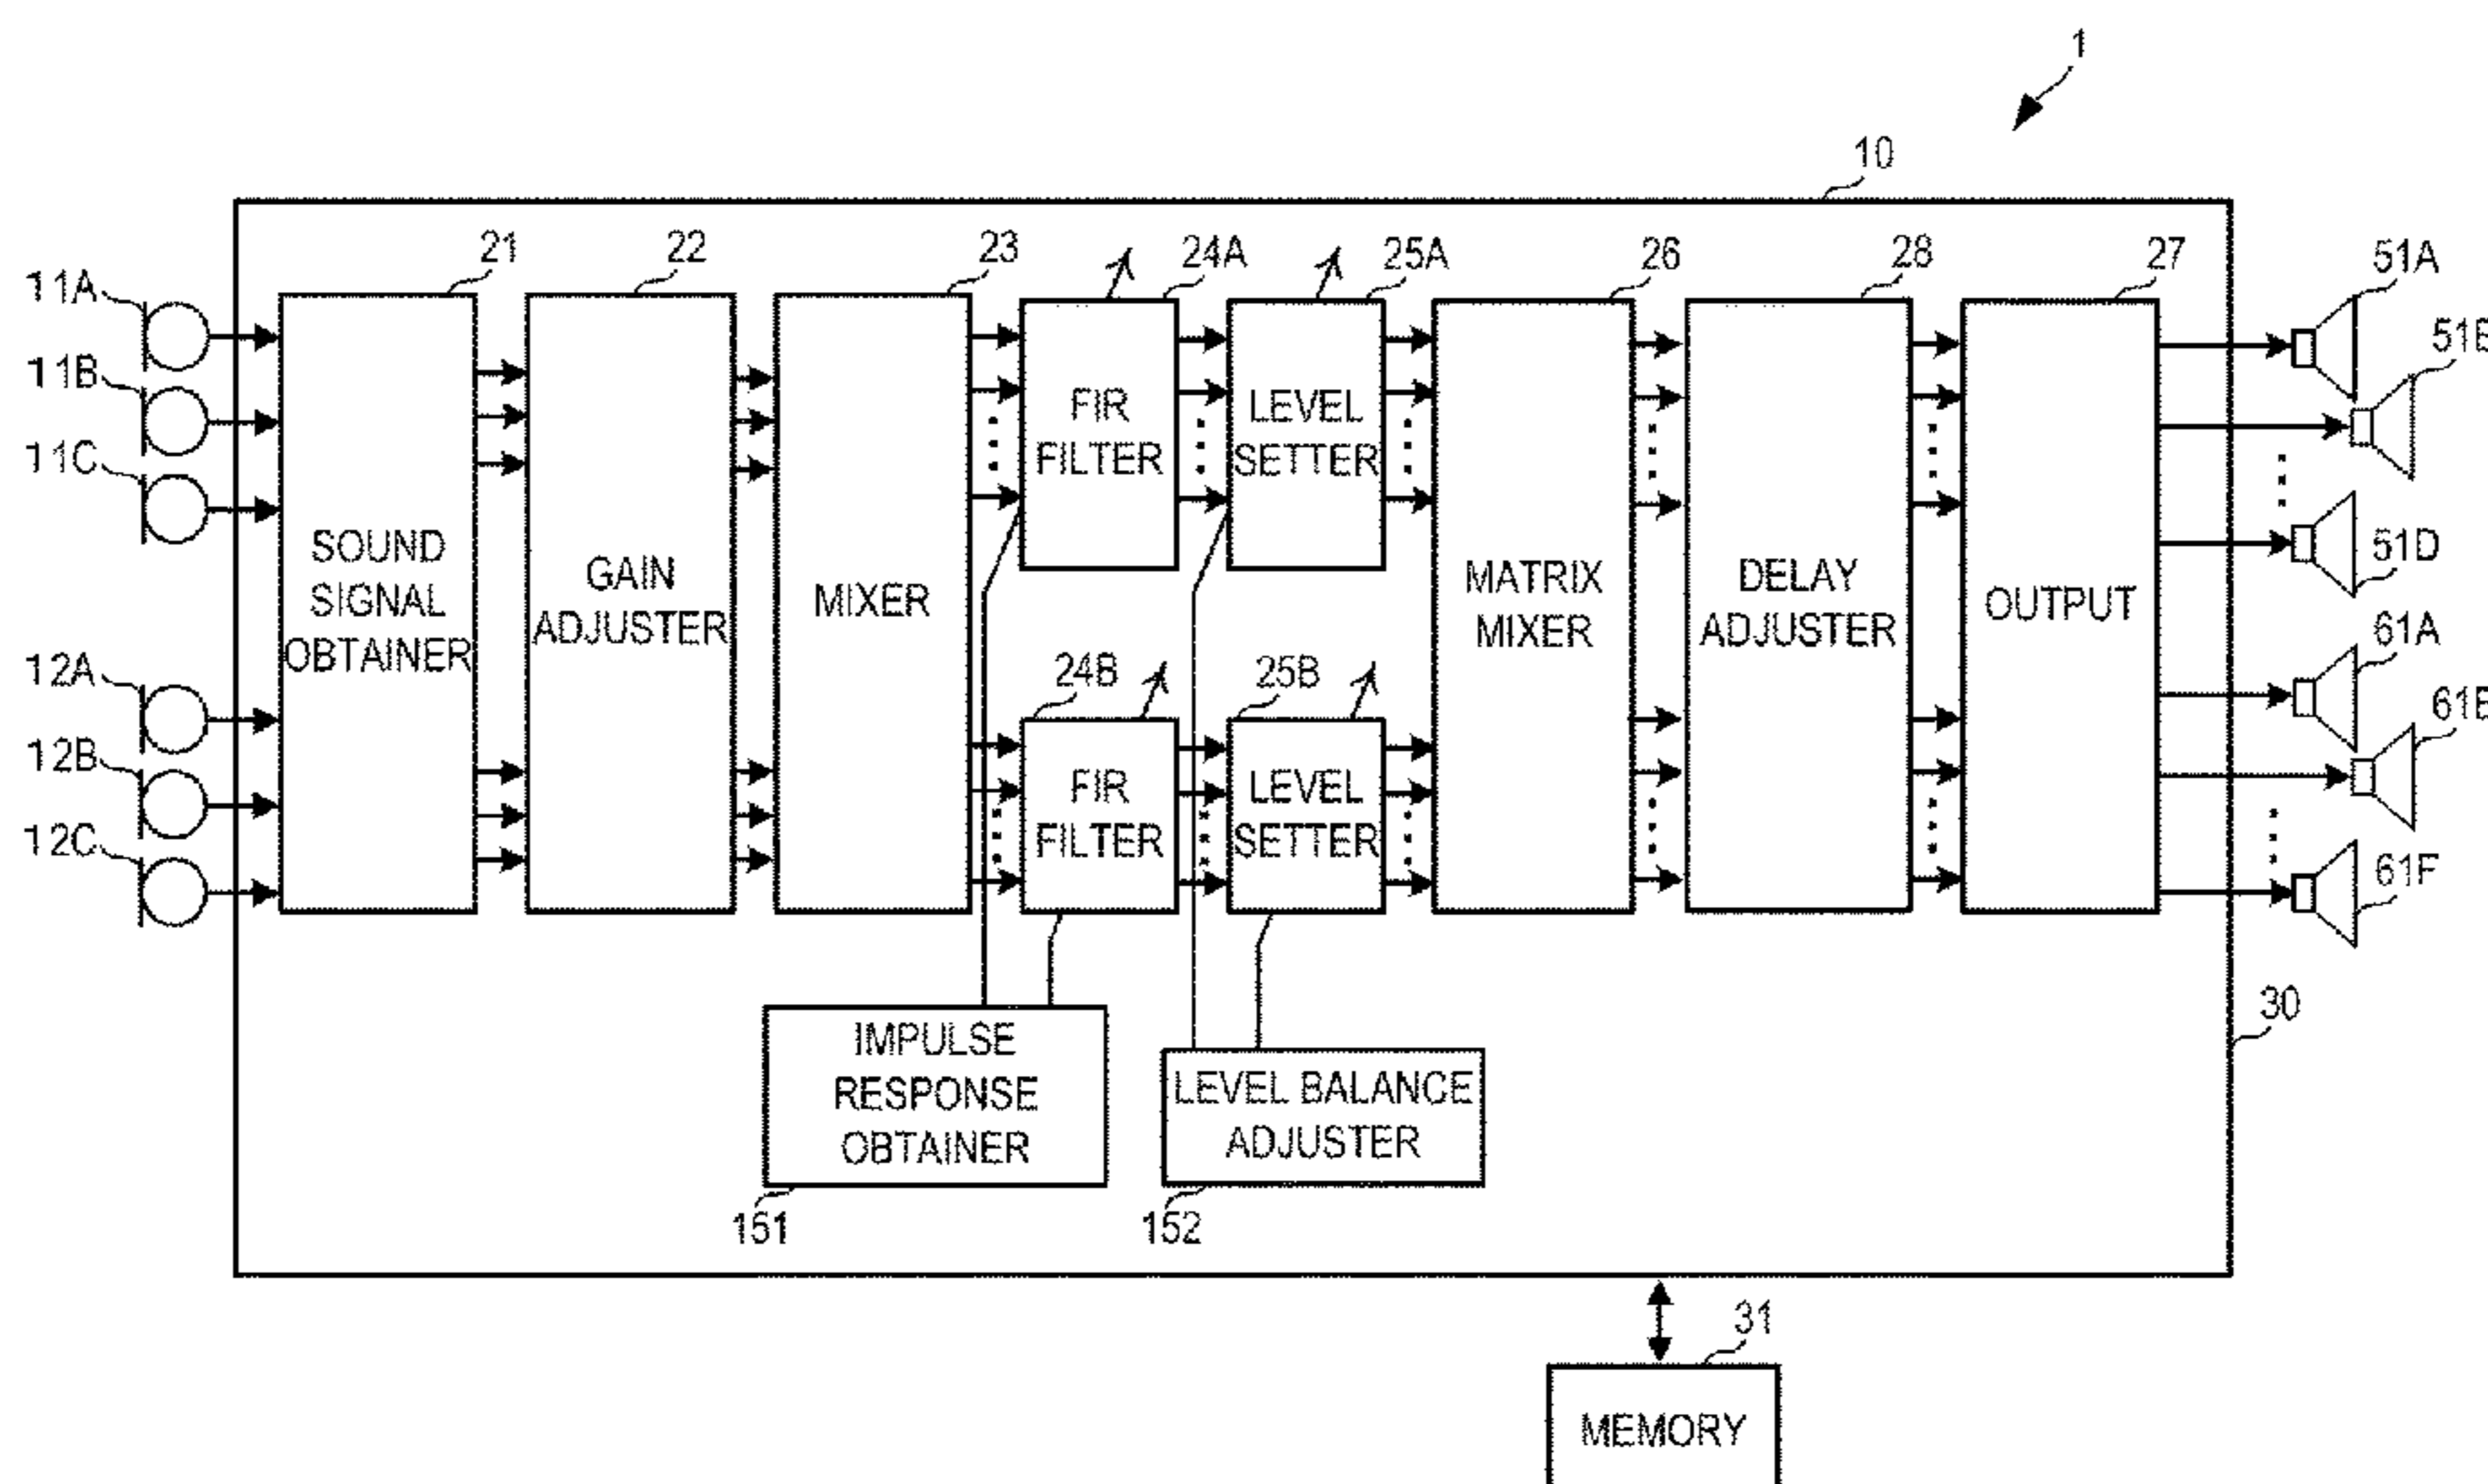 1
10
21
22
23
24A
25A
26
28
27
51A
51B
51D
61A
61B
61F
11A
11B
11C
12A
12B
12C
SOUND
SIGNAL
OBTAINER
GAIN
ADJUSTER
MIXER
FIR
FILTER
LEVEL
SETTER
24B
25B
FIR
FILTER
LEVEL
SETTER
MATRIX
MIXER
DELAY
ADJUSTER
OUTPUT
30
IMPULSE
RESPONSE
OBTAINER
151
LEVEL BALANCE
ADJUSTER
152
31
MEMORY